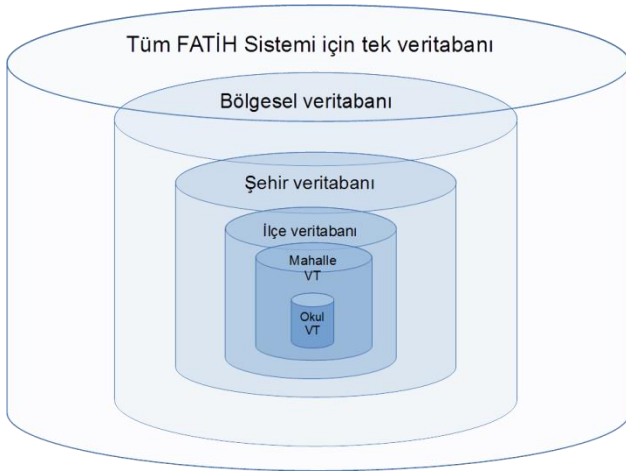 Tüm FATİH Sistemi için tek veritabanı
Bölgesel veritabanı
Şehir veritabanı
İlçe veritabanı
Mahalle
VT
Okul
VT